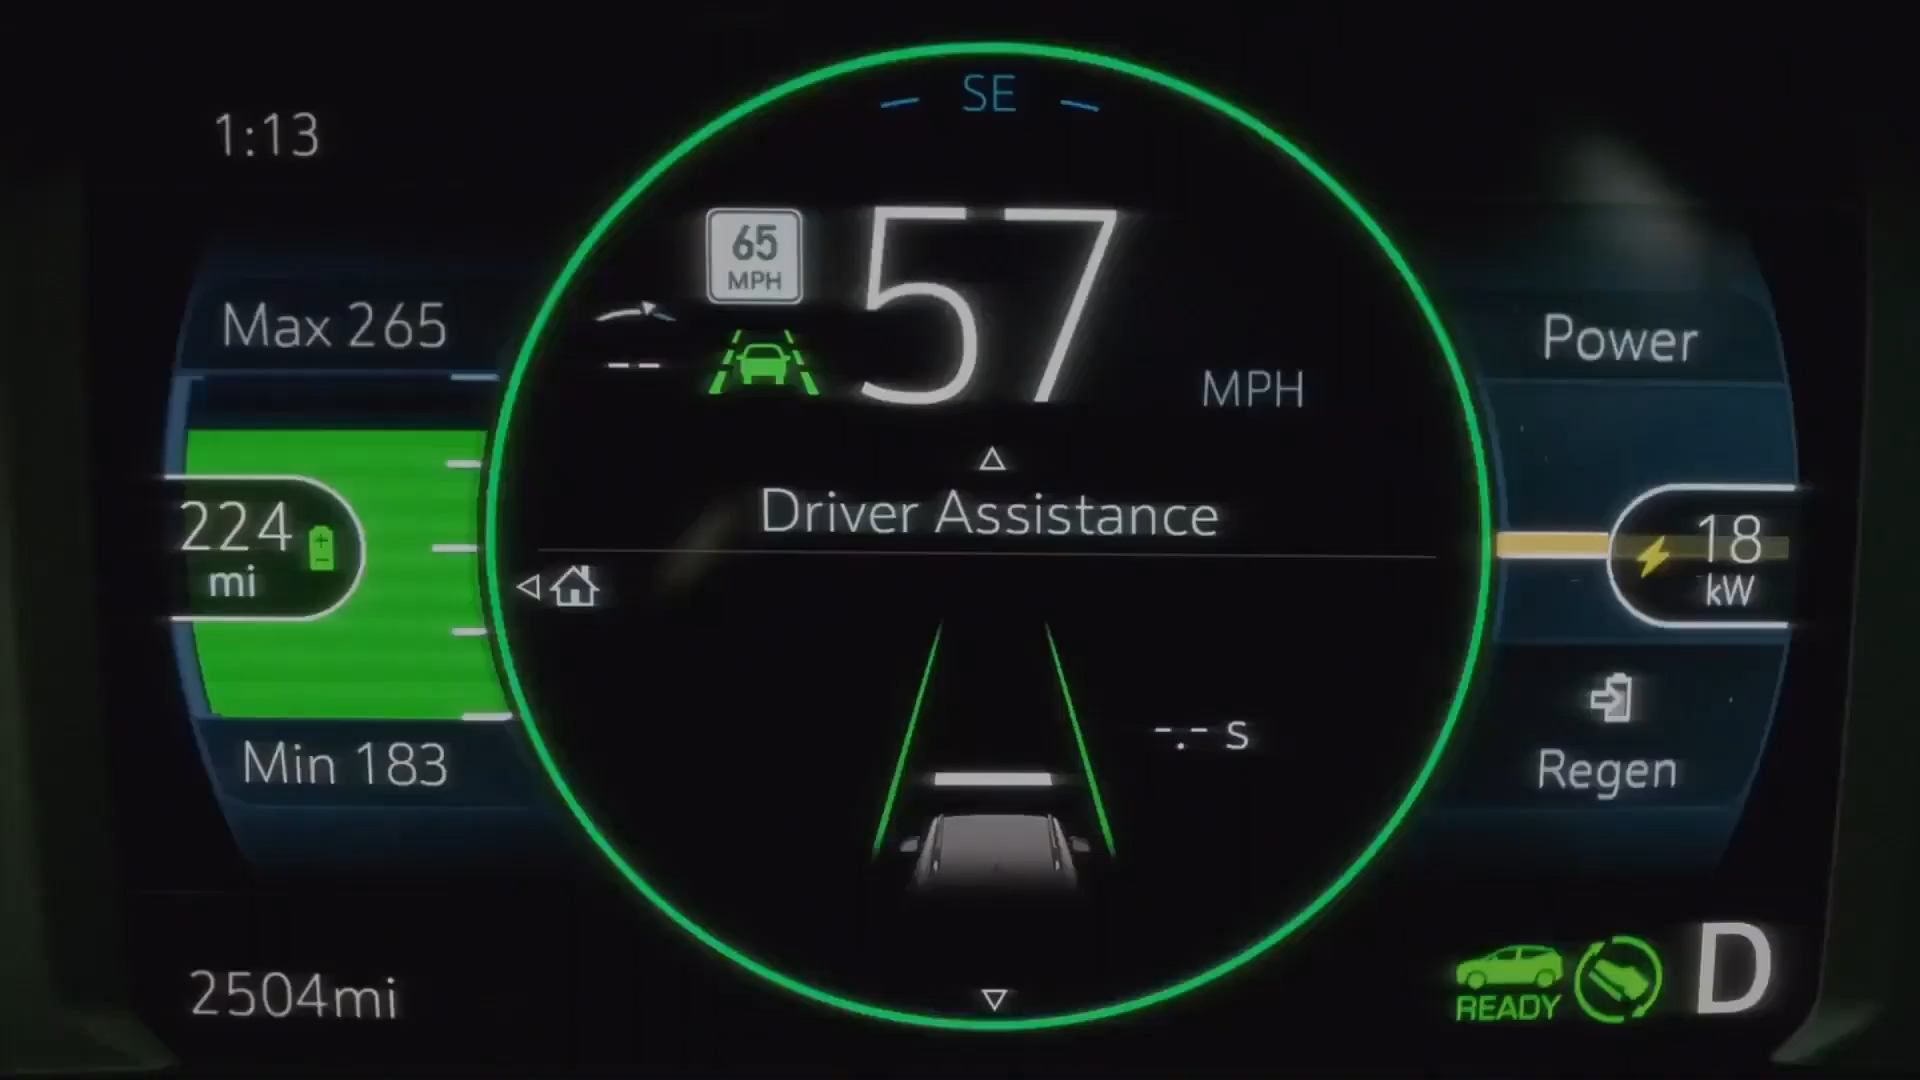 SE
1:13
65
MPH
57
MPH
Max 265
Power
Driver Assistance
224
mi
18
kW
-.- s
Min 183
Regen
2504mi
READY
D